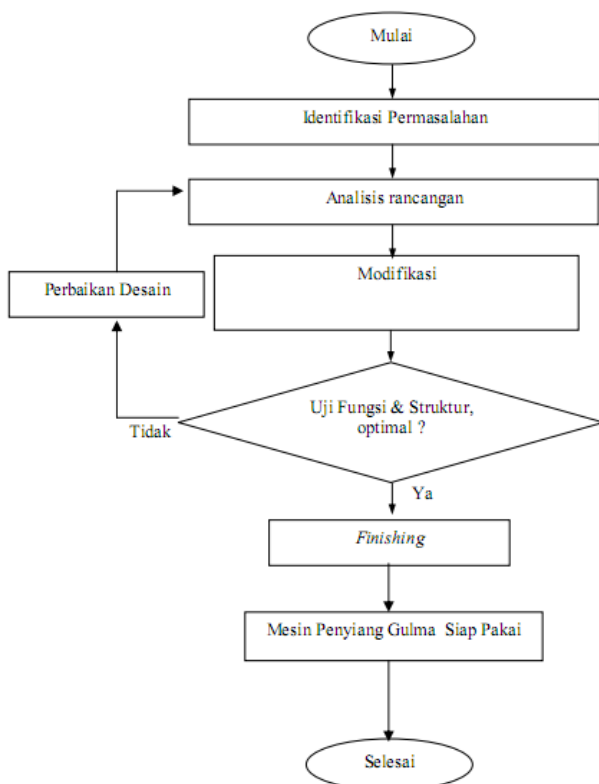 Mulai
Identifikasi Permasalahan
Analisis rancangan
Modifikasi
Perbaikan Desain
Uji Fungsi & Struktur,
optimal ?
Tidak
Ya
Finishing
Mesin Penyiang Gulma Siap Pakai
Selesai